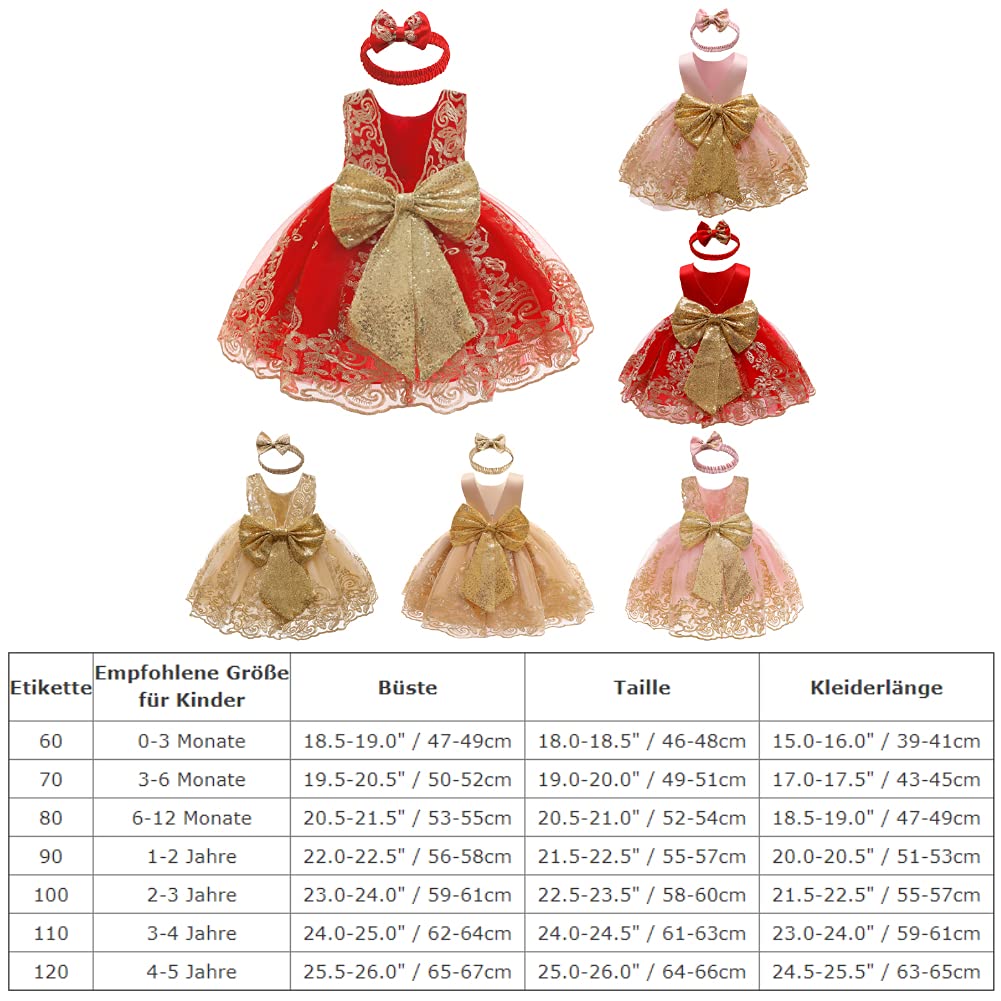 Etikette Empfohlene Größe für Kinder Büste Taille Kleiderlänge
60 0-3 Monate 18.5-19.0" / 47-49cm 18.0-18.5" / 46-48cm 15.0-16.0" / 39-41cm
70 3-6 Monate 19.5-20.5" / 50-52cm 19.0-20.0" / 49-51cm 17.0-17.5" / 43-45cm
80 6-12 Monate 20.5-21.5" / 53-55cm 20.5-21.0" / 52-54cm 18.5-19.0" / 47-49cm
90 1-2 Jahre 22.0-22.5" / 56-58cm 21.5-22.5" / 55-57cm 20.0-20.5" / 51-53cm
100 2-3 Jahre 23.0-24.0" / 59-61cm 22.5-23.5" / 58-60cm 21.5-22.5" / 55-57cm
110 3-4 Jahre 24.0-25.0" / 62-64cm 24.0-24.5" / 61-63cm 23.0-24.0" / 59-61cm
120 4-5 Jahre 25.5-26.0" / 65-67cm 25.0-26.0" / 64-66cm 24.5-25.5" / 63-65cm